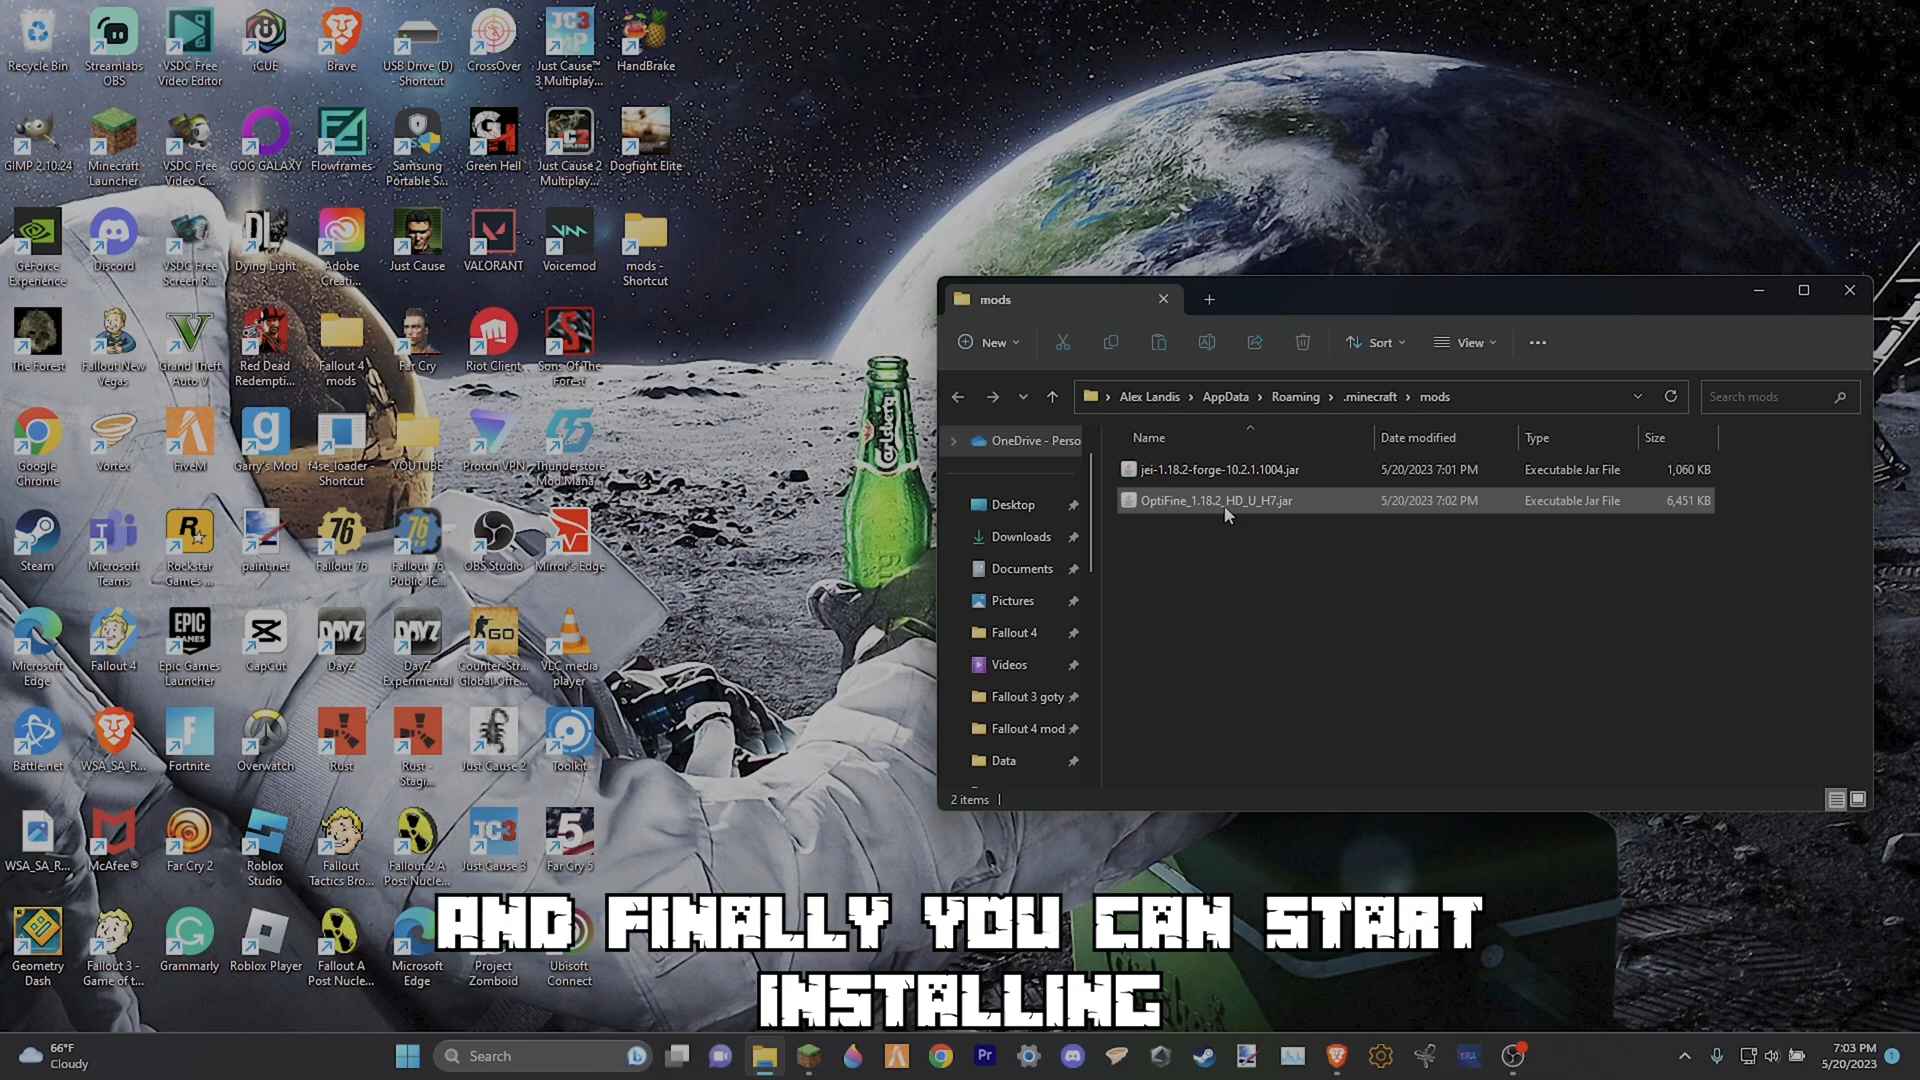 Recycle Bin
Streamlabs OBS
VSDC Free Video Editor
iCUE
Brave
USB Drive (D) - Shortcut
CrossOver
Just Cause™ 3 Multiplay...
HandBrake
GIMP 2.10.24
Minecraft Launcher
VSDC Free Video C...
GOG GALAXY
Flowframes
Samsung Portable S...
Green Hell
Just Cause 2 Multiplay...
Dogfight Elite
GeForce Experience
Discord
VSDC Free Screen R...
Dying Light
Adobe Creati...
Just Cause
VALORANT
Voicemod
mods - Shortcut
The Forest
Fallout New Vegas
Grand Theft Auto V
Red Dead Redempti...
Fallout 4 mods
Far Cry
Riot Client
Sons Of The Forest
Google Chrome
Vortex
FiveM
Garry's Mod
f4se_loader - Shortcut
YOUTUBE
Proton VPN
Thunderstore Mod Mana...
Steam
Microsoft Teams
Rockstar Games ...
paint.net
Fallout 76
Fallout 76 Public Te...
OBS Studio
Mirror's Edge
Microsoft Edge
Fallout 4
Epic Games Launcher
CapCut
DayZ
DayZ Experimental
Counter-Str... Global Offe...
VLC media player
Battle.net
WSA_SA_R...
Fortnite
Overwatch
Rust
Rust - Stagi...
Just Cause 2
Toolkit
WSA_SA_R...
McAfee®
Far Cry 2
Roblox Studio
Fallout Tactics Bro...
Fallout 2 A Post Nucle...
Just Cause 3
Far Cry 5
Geometry Dash
Fallout 3 - Game of t...
Grammarly
Roblox Player
Fallout A Post Nucle...
Microsoft Edge
Project Zomboid
Ubisoft Connect
Carlsberg
mods
New
Sort
View
Alex Landis > AppData > Roaming > .minecraft > mods
Search mods
OneDrive - Perso
Desktop
Downloads
Documents
Pictures
Fallout 4
Videos
Fallout 3 goty
Fallout 4 mod
Data
Name Date modified Type Size
jei-1.18.2-forge-10.2.1.1004.jar 5/20/2023 7:01 PM Executable Jar File 1,060 KB
OptiFine_1.18.2_HD_U_H7.jar 5/20/2023 7:02 PM Executable Jar File 6,451 KB
2 items
AND FINALLY YOU CAN START
INSTALLING
66°F
Cloudy
Search
Pr
ERA
7:03 PM
5/20/2023
1